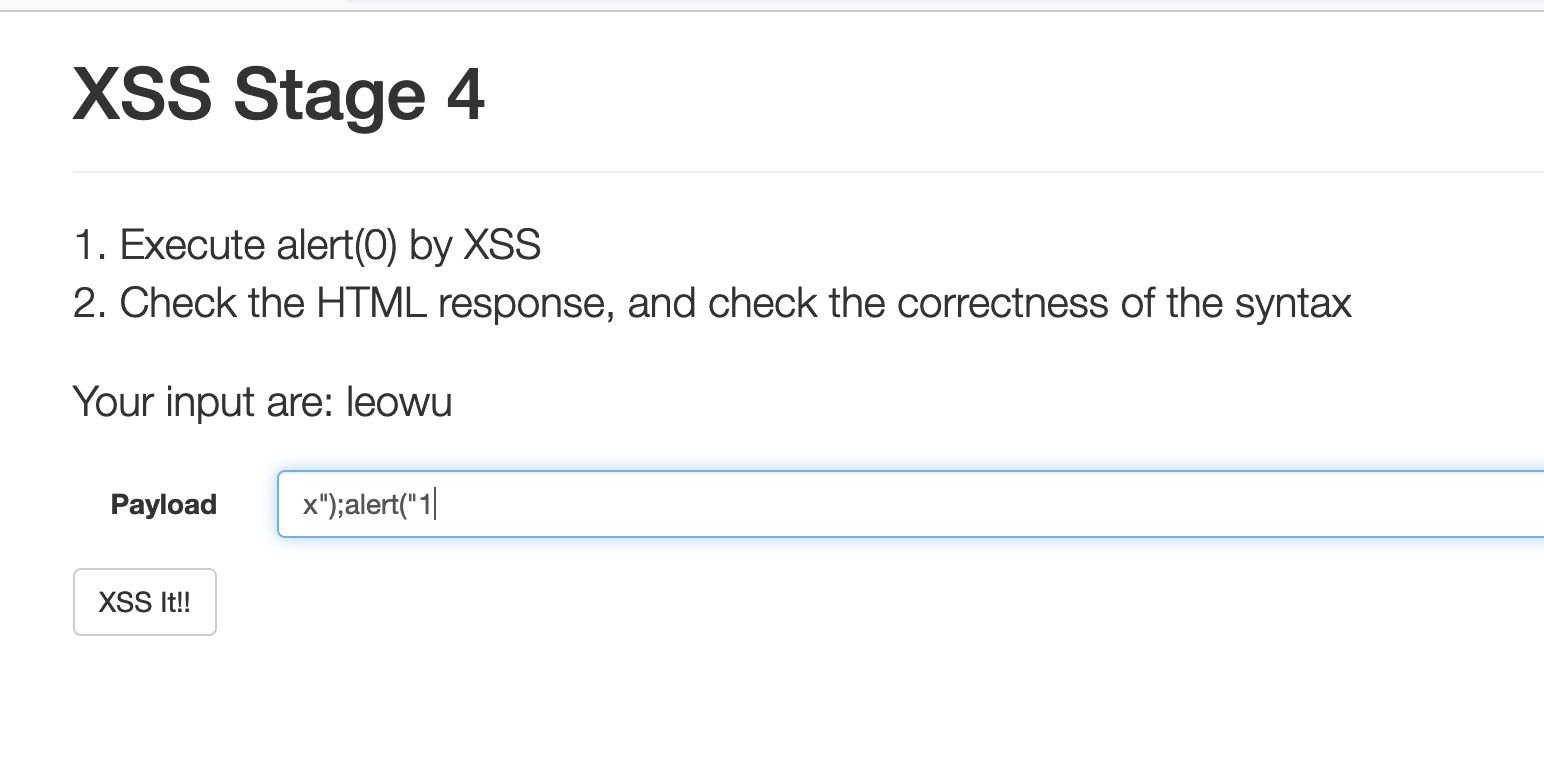 XSS Stage 4
1. Execute alert(0) by XSS
2. Check the HTML response, and check the correctness of the syntax
Your input are: leowu
Payload x");alert("1
XSS It!!